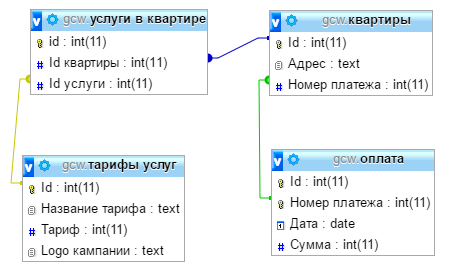 gcw.услуги в квартире
id : int(11)
Id квартиры : int(11)
Id услуги : int(11)
gcw.квартиры
Id : int(11)
Адрес : text
Номер платежа : int(11)
gcw.тарифы услуг
Id : int(11)
Название тарифа : text
Тариф : int(11)
Logo кампании : text
gcw.оплата
Id : int(11)
Номер платежа : int(11)
Дата : date
Сумма : int(11)